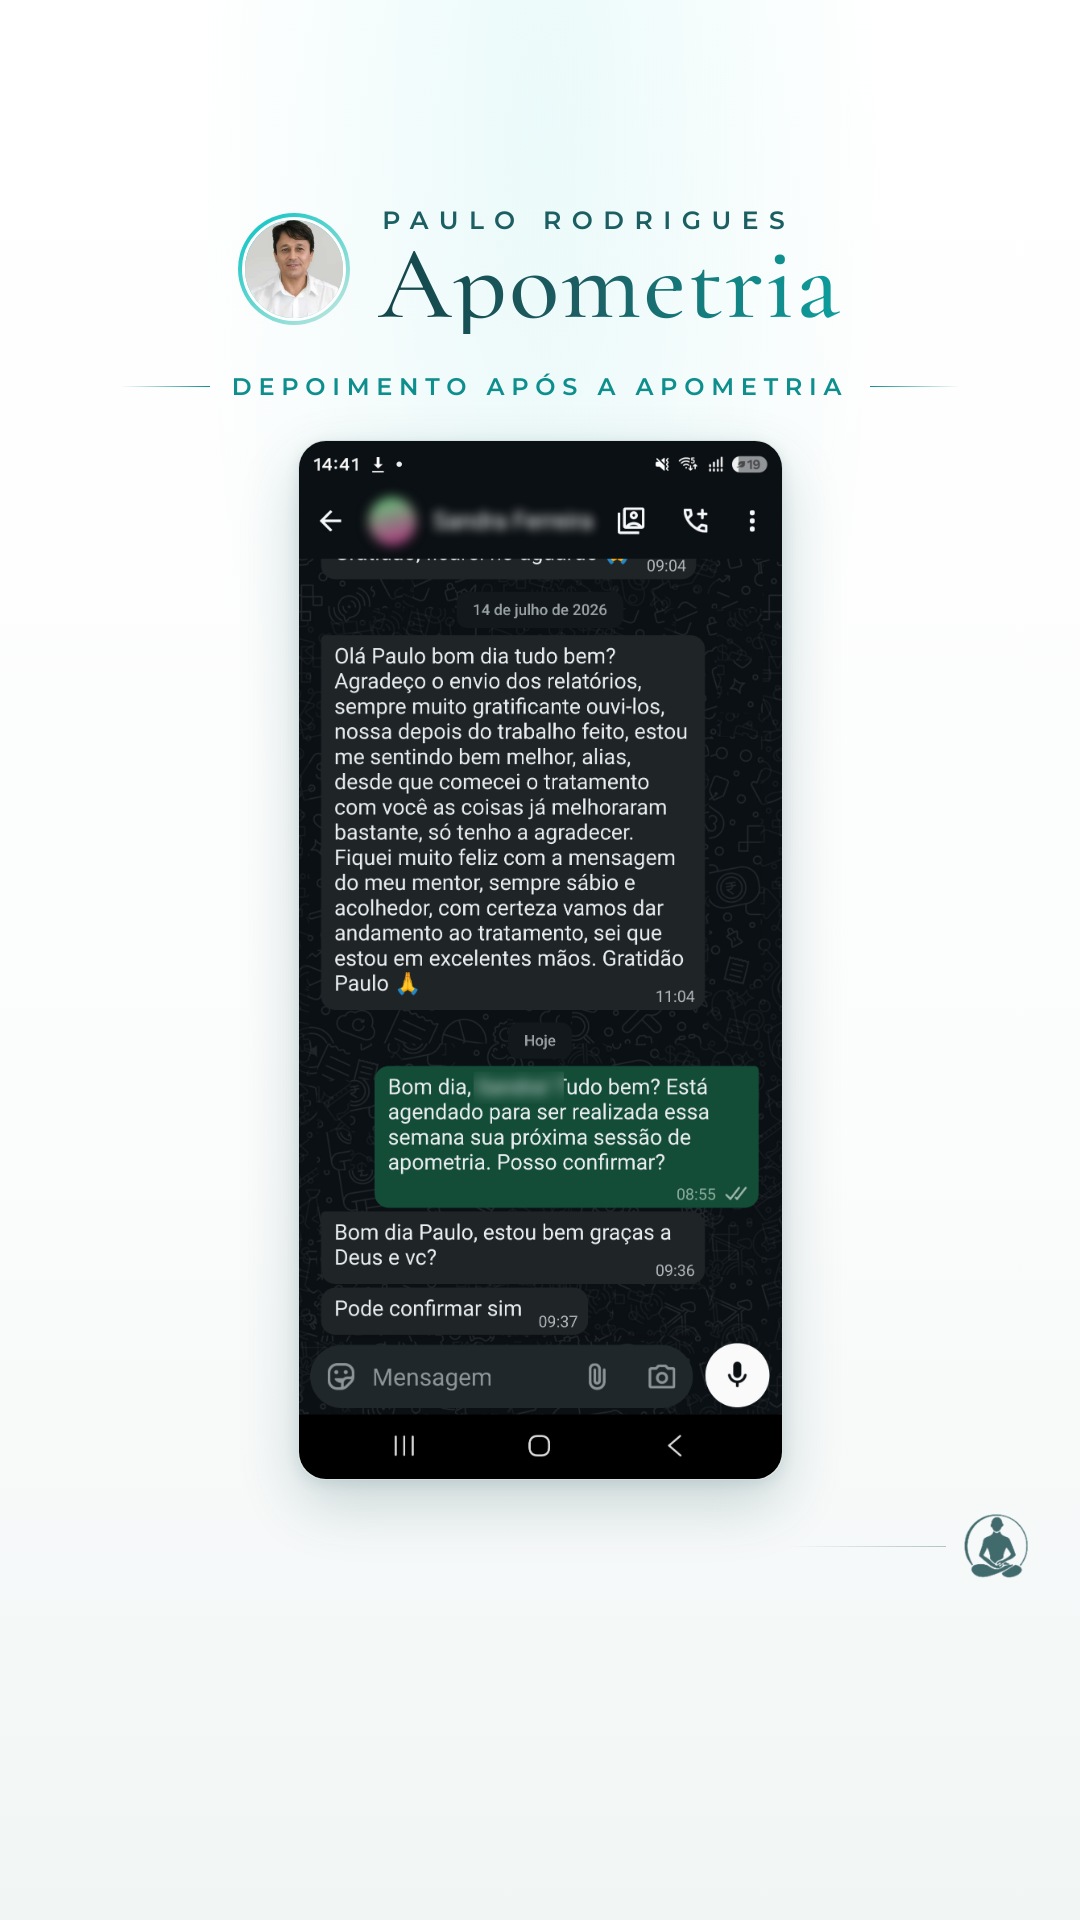 PAULO RODRIGUES
Apometria
DEPOIMENTO APÓS A APOMETRIA
14:41
19
09:04
14 de julho de 2026
Olá Paulo bom dia tudo bem?
Agradeço o envio dos relatórios,
sempre muito gratificante ouvi-los,
nossa depois do trabalho feito, estou
me sentindo bem melhor, alias,
desde que comecei o tratamento
com você as coisas já melhoraram
bastante, só tenho a agradecer.
Fiquei muito feliz com a mensagem
do meu mentor, sempre sábio e
acolhedor, com certeza vamos dar
andamento ao tratamento, sei que
estou em excelentes mãos. Gratidão
Paulo 🙏
11:04
Hoje
Bom dia, Tudo bem? Está
agendado para ser realizada essa
semana sua próxima sessão de
apometria. Posso confirmar?
08:55
Bom dia Paulo, estou bem graças a
Deus e vc?
09:36
Pode confirmar sim
09:37
Mensagem